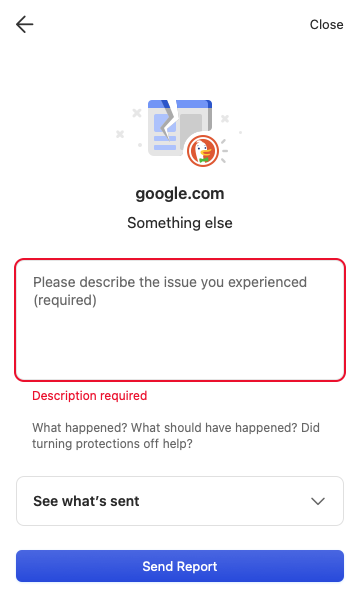 Close
google.com
Something else
Please describe the issue you experienced
(required)
Description required
What happened? What should have happened? Did
turning protections off help?
See what’s sent
Send Report